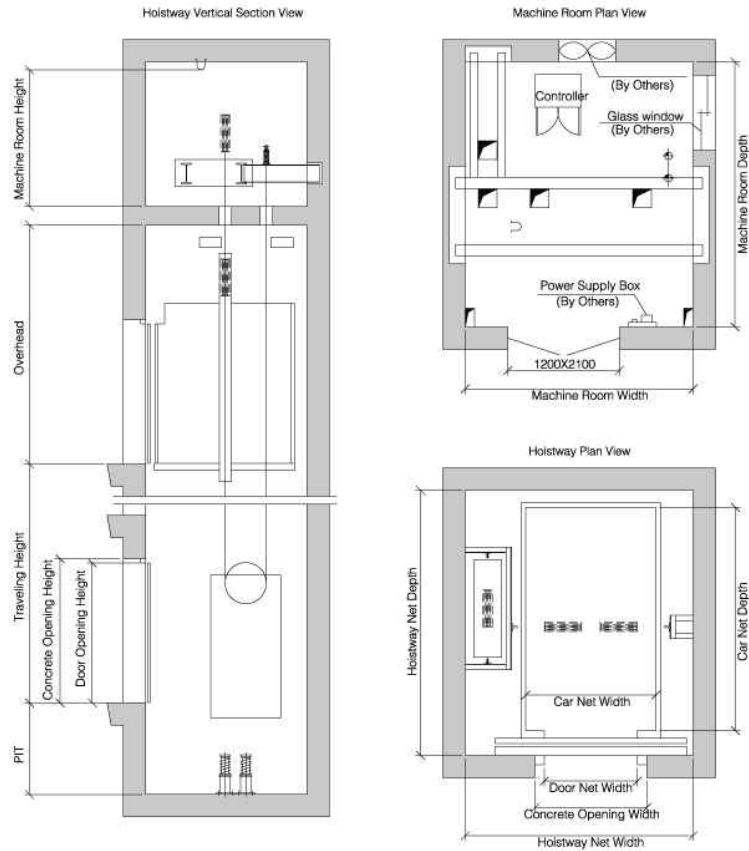 Hoistway Vertical Section View
Machine Room Height
Overhead
Traveling Height
Concrete Opening Height
Door Opening Height
PIT
Machine Room Plan View
(By Others)
Controller
Glass window
(By Others)
Machine Room Depth
Power Supply Box
(By Others)
1200X2100
Machine Room Width
Hoistway Plan View
Hoistway Net Depth
Car Net Depth
Car Net Width
Door Net Width
Concrete Opening Width
Hoistway Net Width